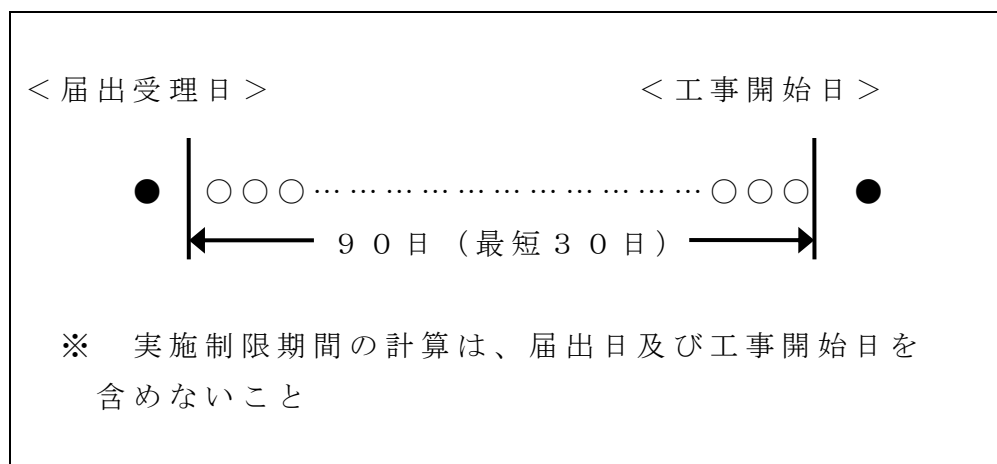 ＜届出受理日＞　＜工事開始日＞
●　○○○………………………………○○○　●
９０日（最短３０日）
※　実施制限期間の計算は、届出日及び工事開始日を
含めないこと